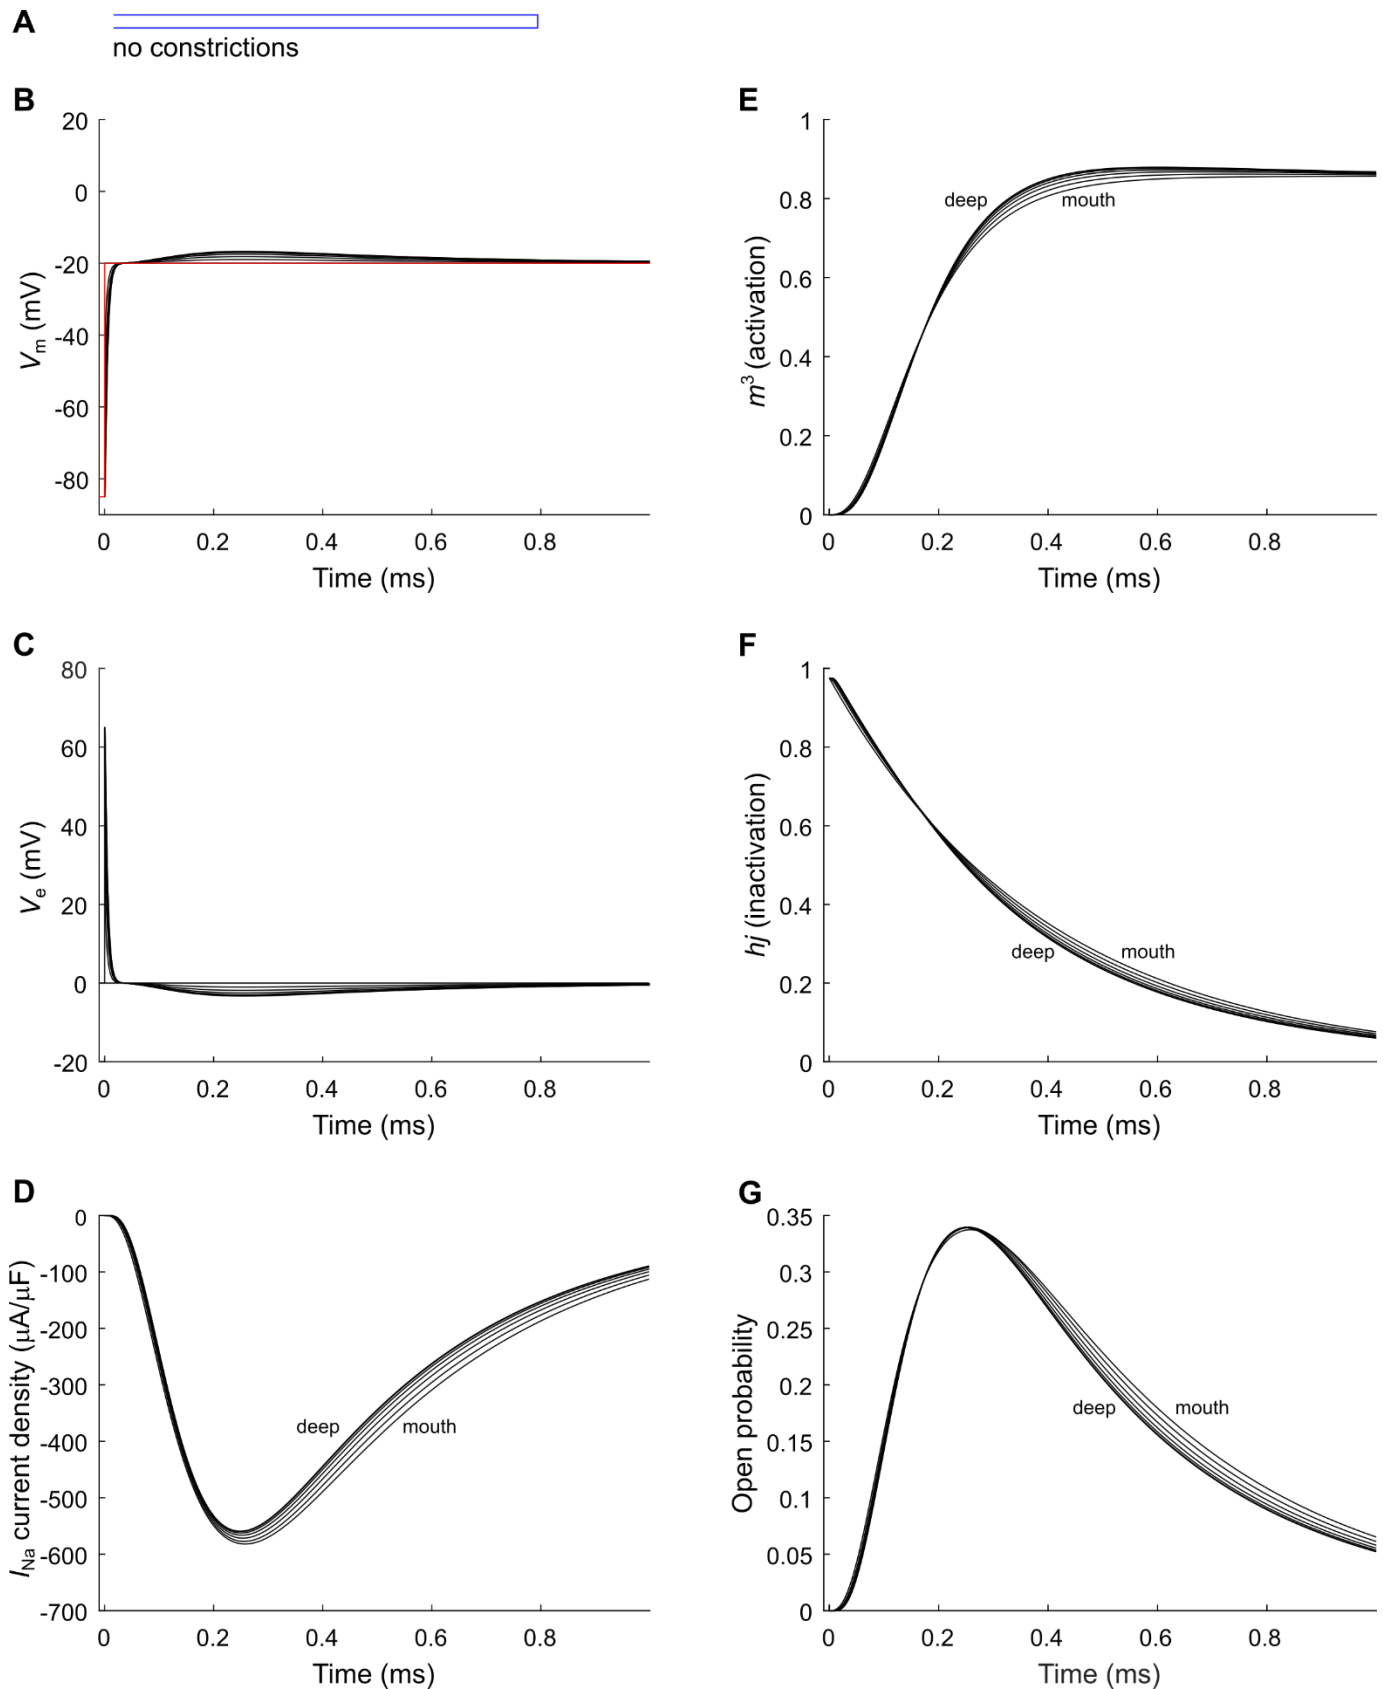 A
no constrictions
B
20
0
-20
-40
-60
-80
V_m (mV)
0 0.2 0.4 0.6 0.8
Time (ms)
E
1
0.8
0.6
0.4
0.2
0
m³ (activation)
deep mouth
0 0.2 0.4 0.6 0.8
Time (ms)
C
80
60
40
20
0
-20
V_e (mV)
0 0.2 0.4 0.6 0.8
Time (ms)
F
1
0.8
0.6
0.4
0.2
0
hj (inactivation)
deep mouth
0 0.2 0.4 0.6 0.8
Time (ms)
D
0
-100
-200
-300
-400
-500
-600
-700
I_Na current density (µA/µF)
deep mouth
0 0.2 0.4 0.6 0.8
Time (ms)
G
0.35
0.3
0.25
0.2
0.15
0.1
0.05
0
Open probability
deep mouth
0 0.2 0.4 0.6 0.8
Time (ms)